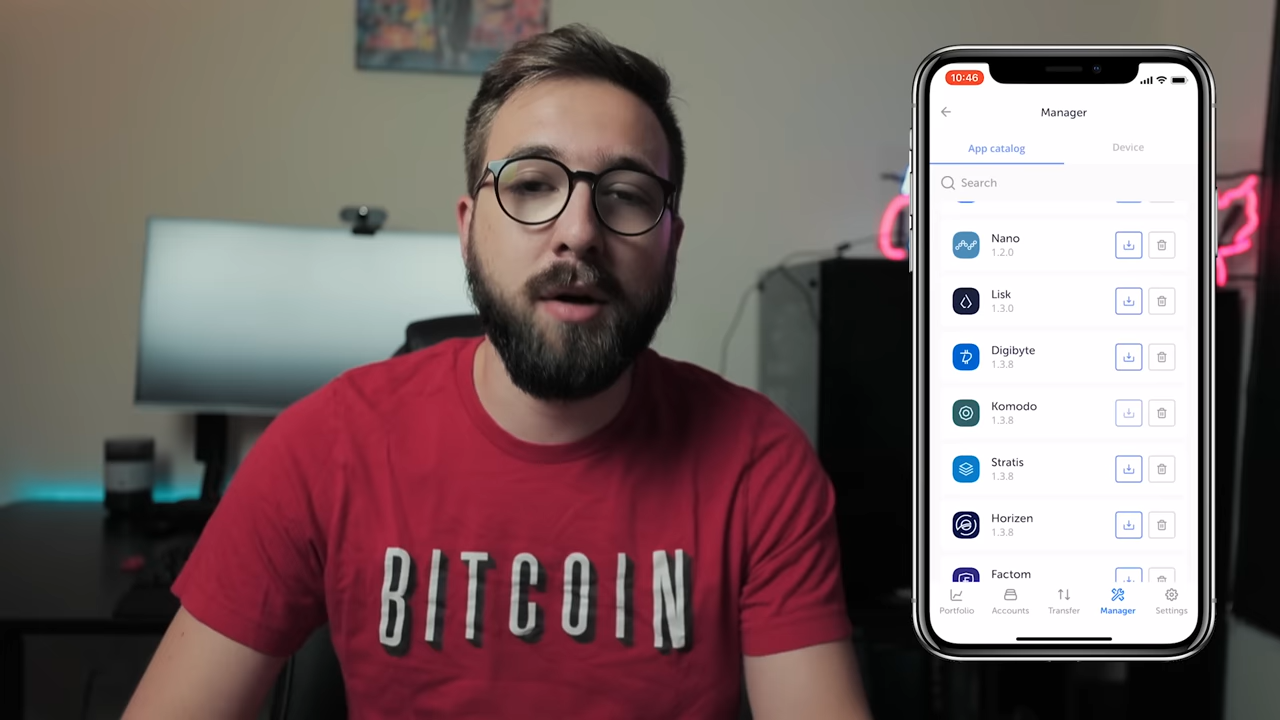 BITCOIN
10:46
Manager
App catalog Device
Search
Nano
1.2.0
Lisk
1.3.0
Digibyte
1.3.8
Komodo
1.3.8
Stratis
1.3.8
Horizen
1.3.8
Factom
Portfolio Accounts Transfer Manager Settings